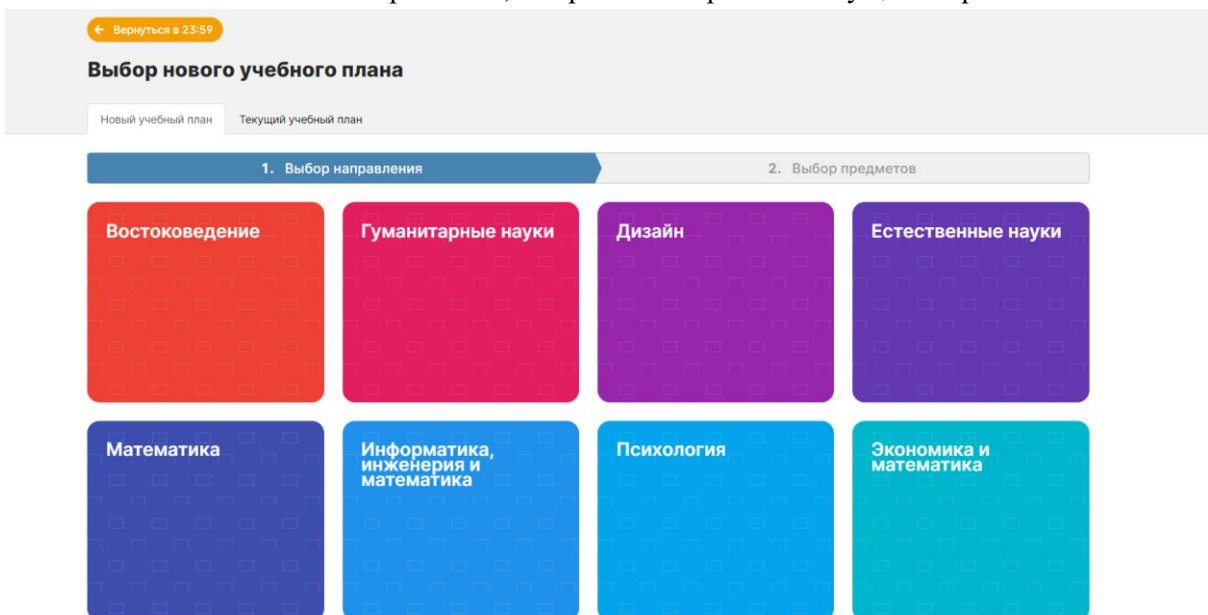 ← Вернуться в 23:59
Выбор нового учебного плана
Новый учебный план Текущий учебный план
1. Выбор направления 2. Выбор предметов
Востоковедение
Гуманитарные науки
Дизайн
Естественные науки
Математика
Информатика,
инженерия и
математика
Психология
Экономика и
математика